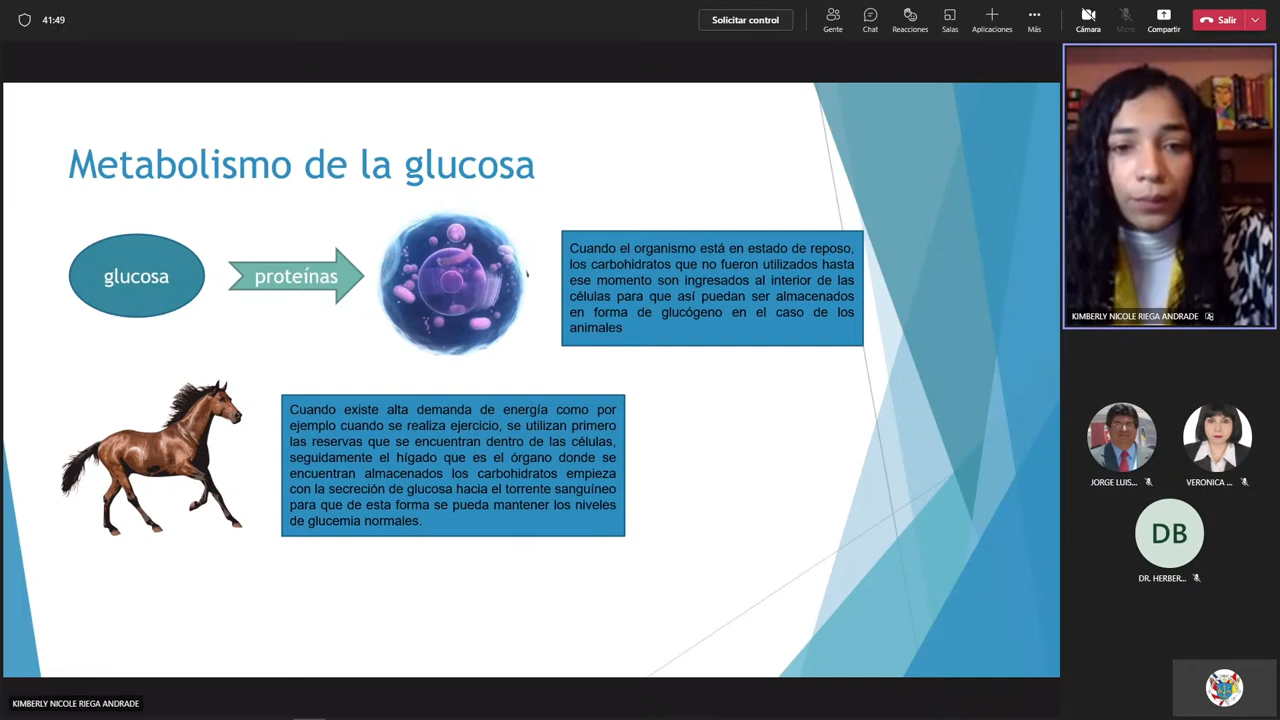 41:49
Solicitar control
Gente
Chat
Reacciones
Salas
Aplicaciones
Más
Cámara
Micro
Compartir
Salir
Metabolismo de la glucosa
glucosa
proteínas
Cuando el organismo está en estado de reposo,
los carbohidratos que no fueron utilizados hasta
ese momento son ingresados al interior de las
células para que así puedan ser almacenados
en forma de glucógeno en el caso de los
animales
Cuando existe alta demanda de energía como por
ejemplo cuando se realiza ejercicio, se utilizan primero
las reservas que se encuentran dentro de las células,
seguidamente el hígado que es el órgano donde se
encuentran almacenados los carbohidratos empieza
con la secreción de glucosa hacia el torrente sanguíneo
para que de esta forma se pueda mantener los niveles
de glucemia normales.
KIMBERLY NICOLE RIEGA ANDRADE
JORGE LUIS...
VERONICA ...
DB
DR. HERBER...
KIMBERLY NICOLE RIEGA ANDRADE